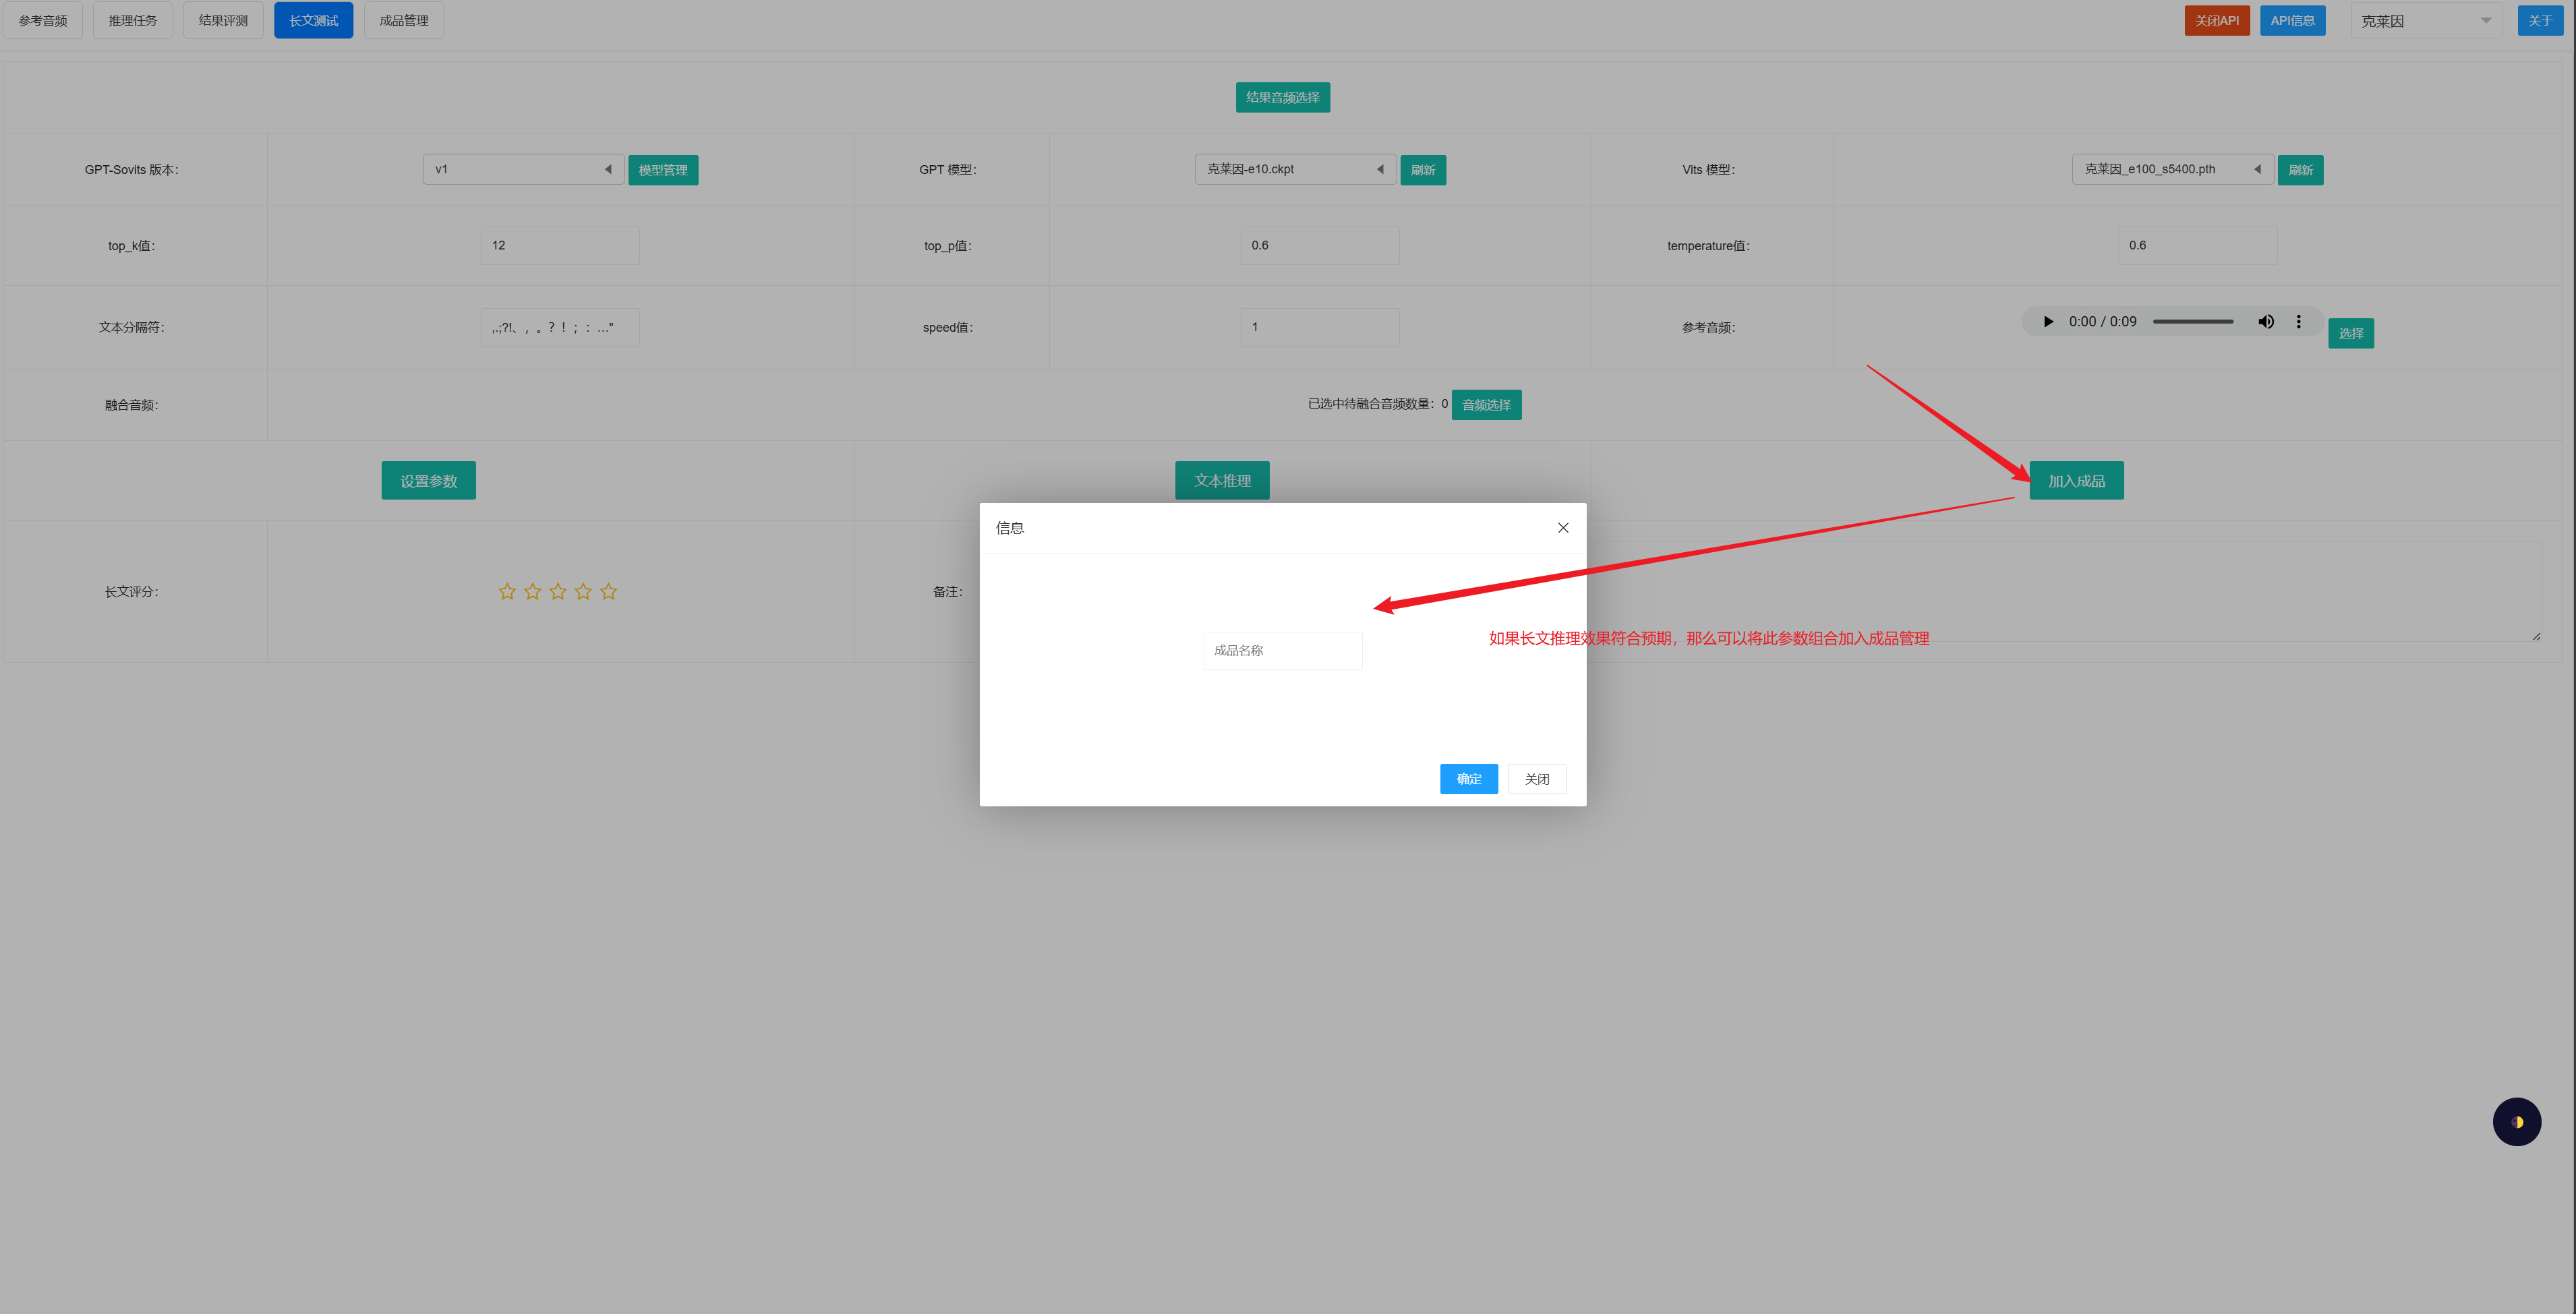 参考音频 推理任务 结果评测 长文测试 成品管理 关闭API API信息 克莱因 关于
结果音频选择
GPT-Sovits 版本： v1 模型管理 GPT 模型： 克莱因-e10.ckpt 刷新 Vits 模型： 克莱因_e100_s5400.pth 刷新
top_k值： 12 top_p值： 0.6 temperature值： 0.6
文本分隔符： ,.;?!、，。？！；：…" speed值： 1 参考音频： 0:00 / 0:09 选择
融合音频： 已选中待融合音频数量：0 音频选择
设置参数 文本推理 加入成品
信息
长文评分： 备注：
如果长文推理效果符合预期，那么可以将此参数组合加入成品管理
成品名称
确定 关闭